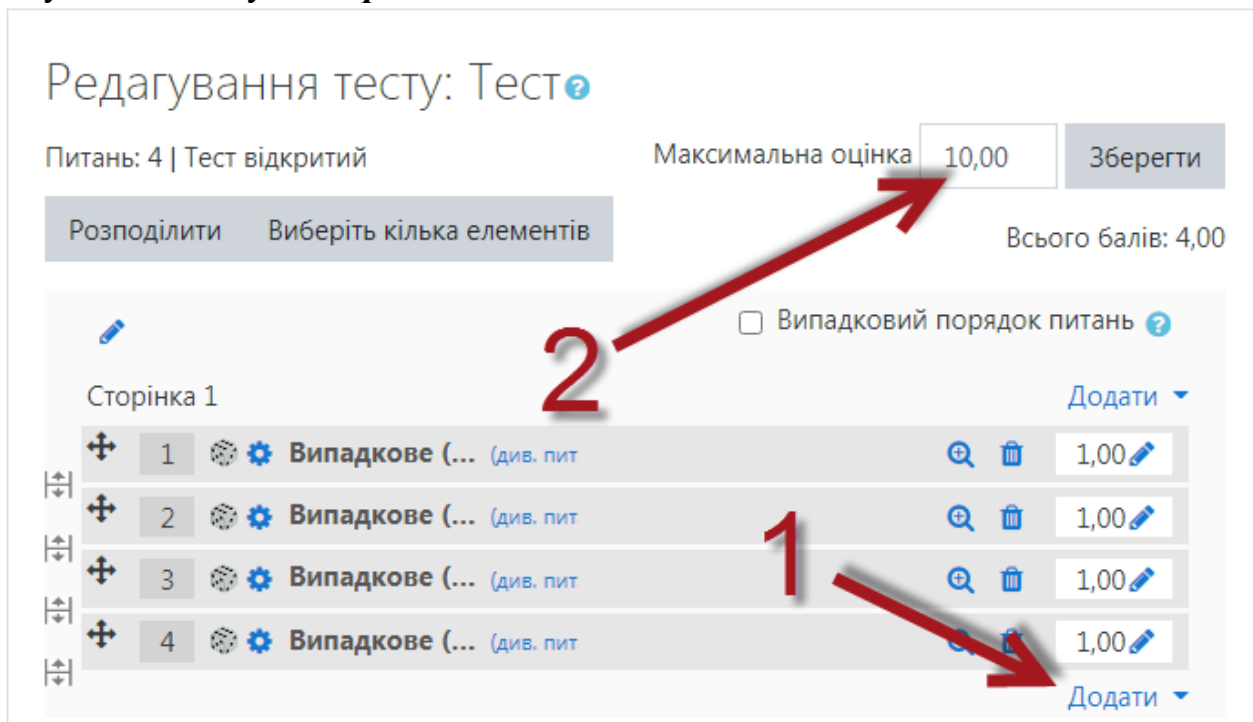 Редагування тесту: Тест
Питань: 4 | Тест відкритий
Максимальна оцінка 10,00 Зберегти
Розподілити Виберіть кілька елементів
Всього балів: 4,00
2
Випадковий порядок питань
Сторінка 1
Додати
1 Випадкове (... (див. пит 1,00
2 Випадкове (... (див. пит 1,00
1
3 Випадкове (... (див. пит 1,00
4 Випадкове (... (див. пит 1,00
Додати